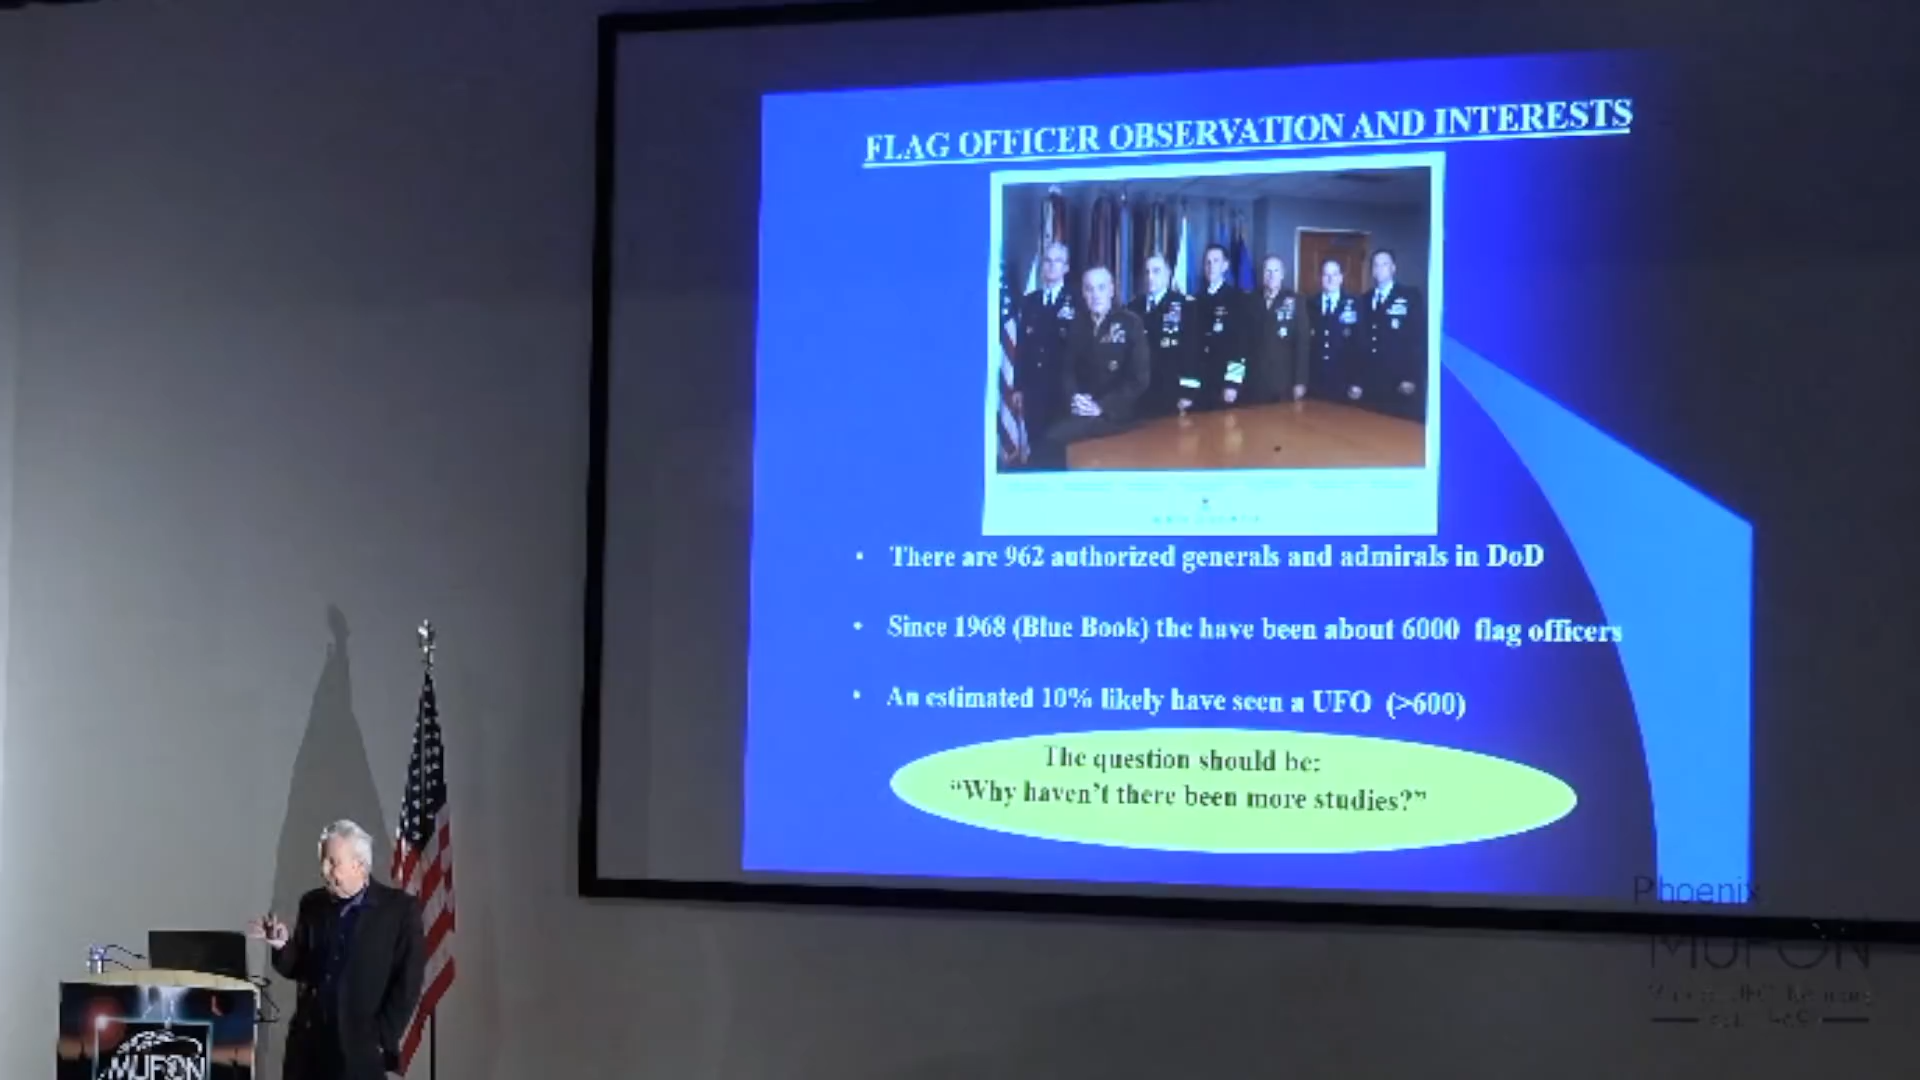 FLAG OFFICER OBSERVATION AND INTERESTS
• There are 962 authorized generals and admirals in DoD
• Since 1968 (Blue Book) the have been about 6000 flag officers
• An estimated 10% likely have seen a UFO (>600)
The question should be:
“Why haven't there been more studies?”
Phoenix
MUFON
MUFON